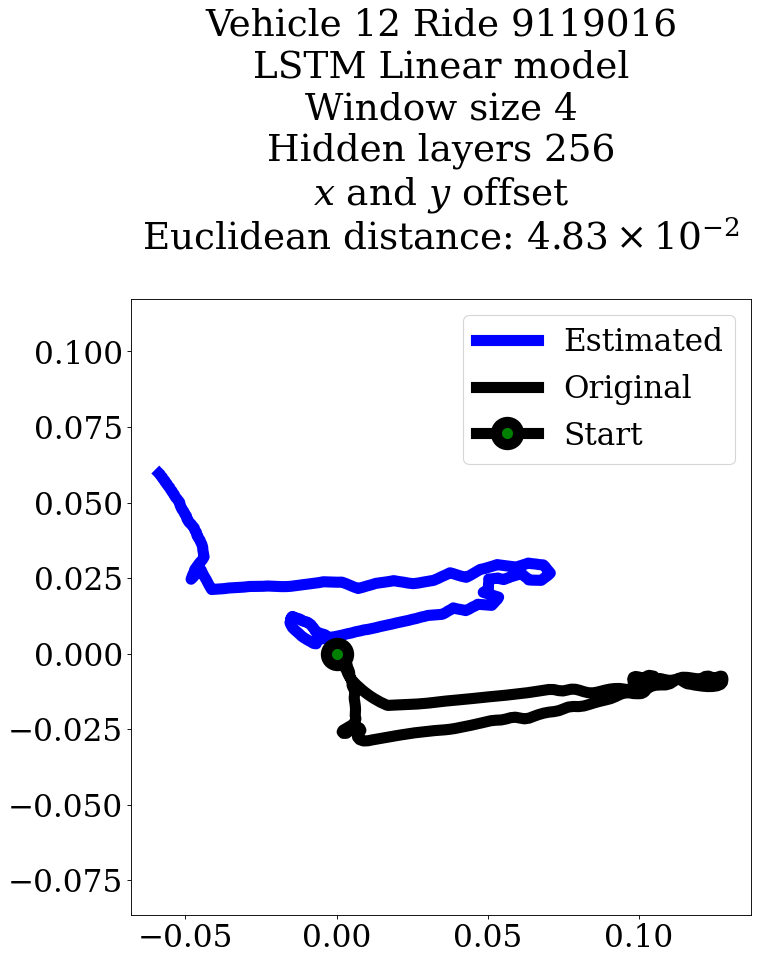 Vehicle 12 Ride 9119016
LSTM Linear model
Window size 4
Hidden layers 256
x and y offset
Euclidean distance: 4.83 × 10⁻²
Estimated
Original
Start
0.100
0.075
0.050
0.025
0.000
−0.025
−0.050
−0.075
−0.05 0.00 0.05 0.10